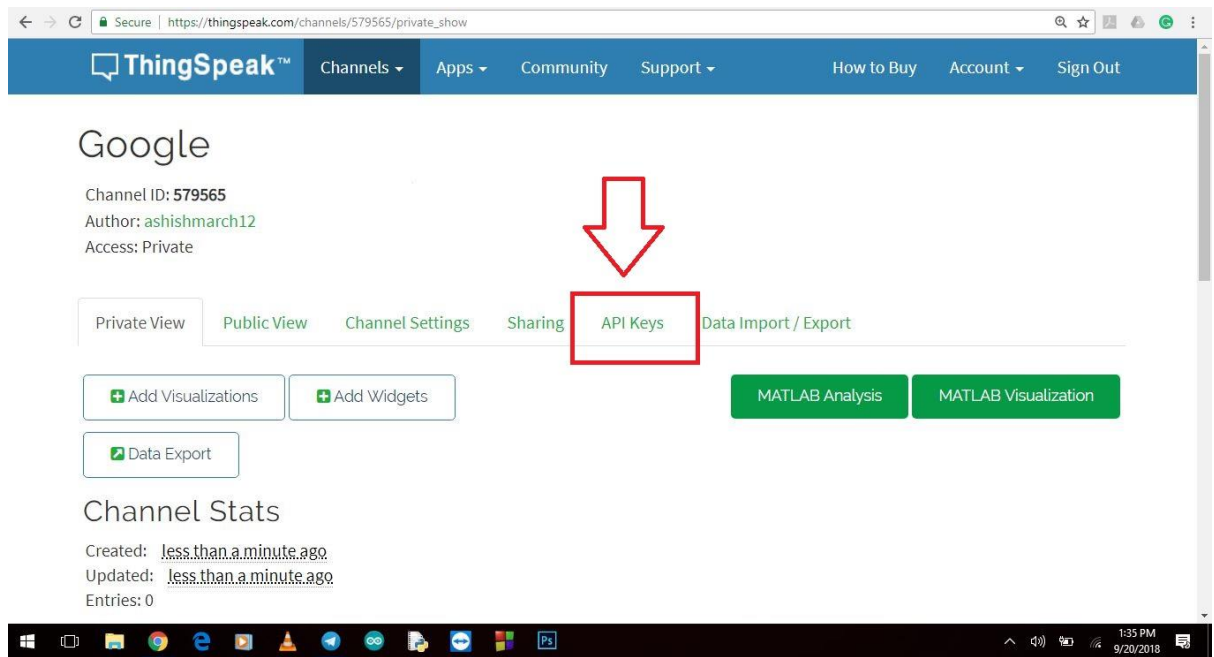 Secure | https://thingspeak.com/channels/579565/private_show
ThingSpeak™ Channels Apps Community Support How to Buy Account Sign Out
Google
Channel ID: 579565
Author: ashishmarch12
Access: Private
Private View Public View Channel Settings Sharing API Keys Data Import / Export
Add Visualizations Add Widgets MATLAB Analysis MATLAB Visualization
Data Export
Channel Stats
Created: less than a minute ago
Updated: less than a minute ago
Entries: 0
Ps 1:35 PM
9/20/2018